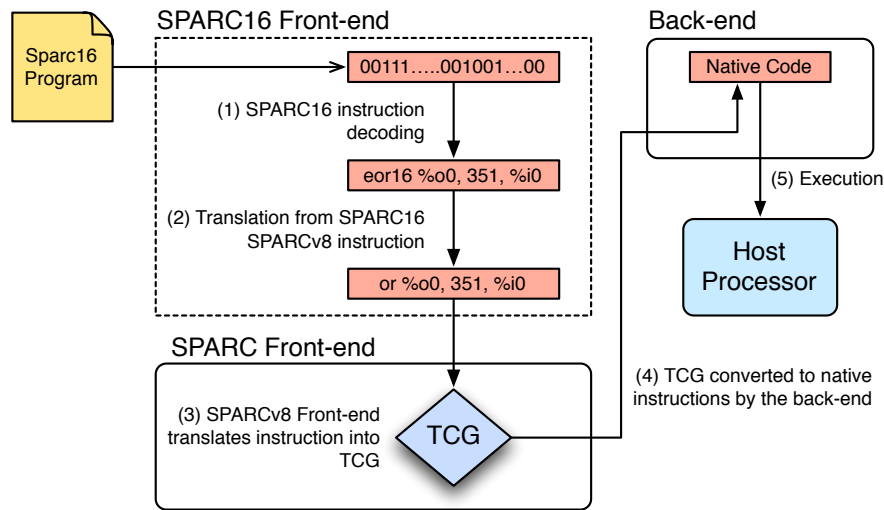 SPARC16 Front-end
Back-end
Sparc16
Program
00111.....001001...00
Native Code
(1) SPARC16 instruction
decoding
eor16 %o0, 351, %i0
(5) Execution
(2) Translation from SPARC16
SPARCv8 instruction
Host
Processor
or %o0, 351, %i0
SPARC Front-end
(4) TCG converted to native
instructions by the back-end
(3) SPARCv8 Front-end
translates instruction into
TCG
TCG